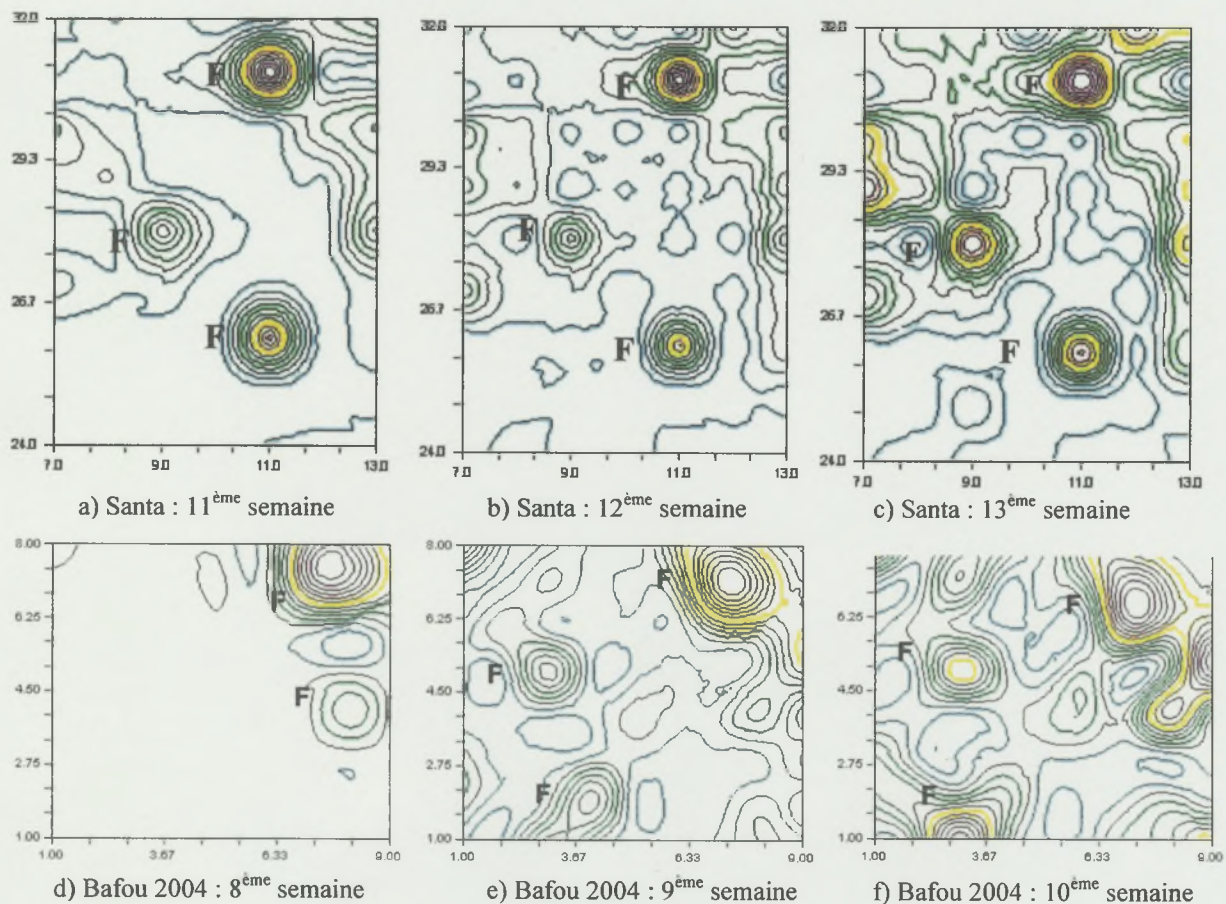 32.0
29.3
26.7
24.0
7.0 9.0 11.0 13.0
F
F
F
a) Santa : 11ème semaine
32.0
29.3
26.7
24.0
7.0 9.0 11.0 13.0
F
F
F
b) Santa : 12ème semaine
32.0
29.3
26.7
24.0
7.0 9.0 11.0 13.0
F
F
F
c) Santa : 13ème semaine
8.00
6.25
4.50
2.75
1.00
1.00 3.67 6.33 9.00
F
F
d) Bafou 2004 : 8ème semaine
8.00
6.25
4.50
2.75
1.00
1.00 3.67 6.33 9.00
F
F
F
e) Bafou 2004 : 9ème semaine
6.25
4.50
2.75
1.00
1.00 3.67 6.33 9.00
F
F
F
f) Bafou 2004 : 10ème semaine